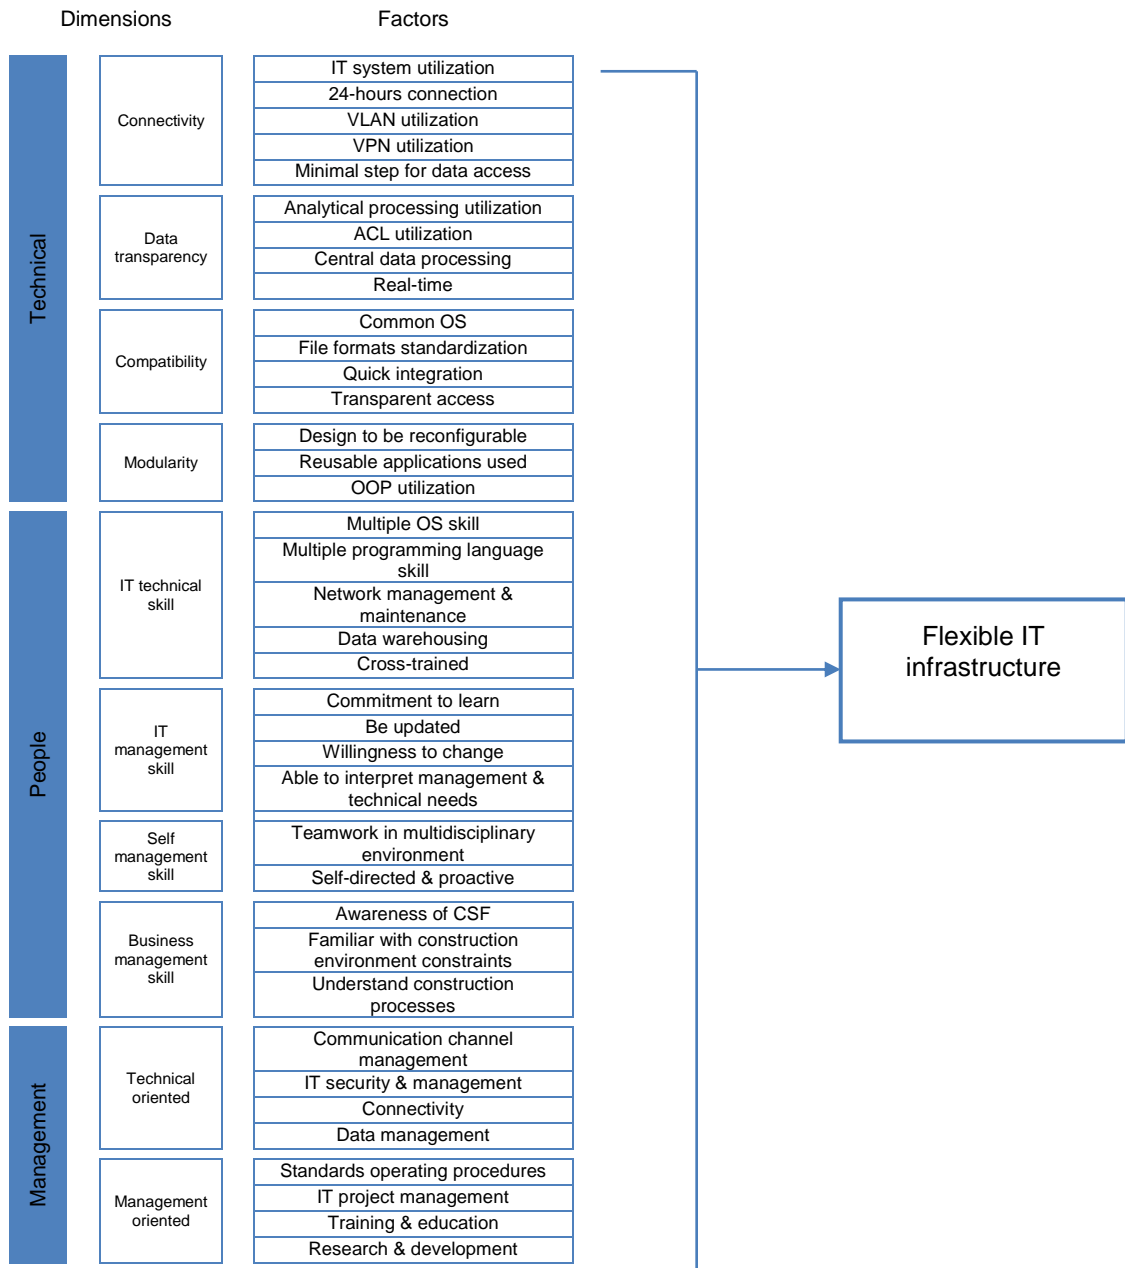 Dimensions
Factors
Technical
Connectivity
IT system utilization
24-hours connection
VLAN utilization
VPN utilization
Minimal step for data access
Data
transparency
Analytical processing utilization
ACL utilization
Central data processing
Real-time
Compatibility
Common OS
File formats standardization
Quick integration
Transparent access
Modularity
Design to be reconfigurable
Reusable applications used
OOP utilization
People
IT technical
skill
Multiple OS skill
Multiple programming language
skill
Network management &
maintenance
Data warehousing
Cross-trained
IT
management
skill
Commitment to learn
Be updated
Willingness to change
Able to interpret management &
technical needs
Self
management
skill
Teamwork in multidisciplinary
environment
Self-directed & proactive
Business
management
skill
Awareness of CSF
Familiar with construction
environment constraints
Understand construction
processes
Management
Technical
oriented
Communication channel
management
IT security & management
Connectivity
Data management
Management
oriented
Standards operating procedures
IT project management
Training & education
Research & development
Flexible IT
infrastructure